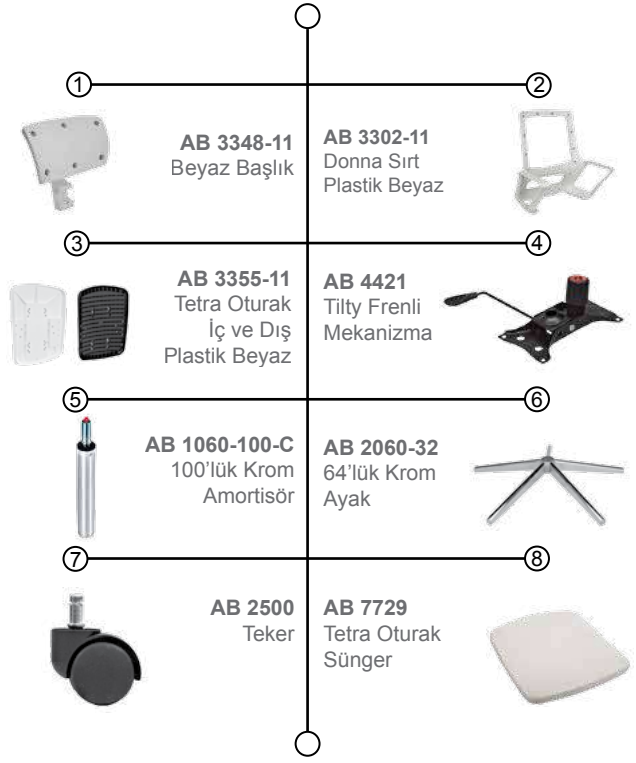 1
2
AB 3348-11
Beyaz Başlık
AB 3302-11
Donna Sırt
Plastik Beyaz
3
4
AB 3355-11
Tetra Oturak
İç ve Dış
Plastik Beyaz
AB 4421
Tilty Frenli
Mekanizma
5
6
AB 1060-100-C
100'lük Krom
Amortisör
AB 2060-32
64'lük Krom
Ayak
7
8
AB 2500
Teker
AB 7729
Tetra Oturak
Sünger